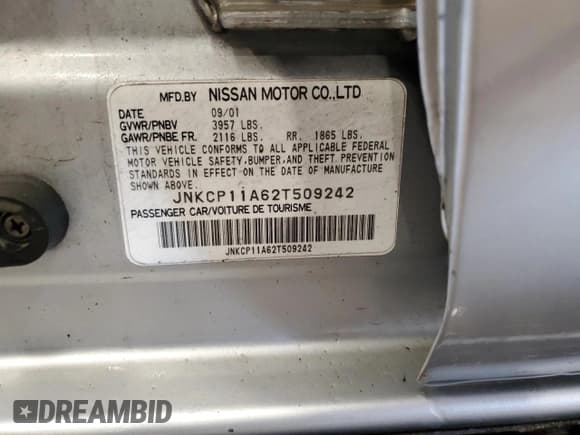 MFD.BY NISSAN MOTOR CO.,LTD
DATE 09/01
GVWR/PNBV 3957 LBS.
GAWR/PNBE FR. 2116 LBS. RR. 1865 LBS.
THIS VEHICLE CONFORMS TO ALL APPLICABLE FEDERAL
MOTOR VEHICLE SAFETY,BUMPER,AND THEFT PREVENTION
STANDARDS IN EFFECT ON THE DATE OF MANUFACTURE
SHOWN ABOVE.
JNKCP11A62T509242
PASSENGER CAR/VOITURE DE TOURISME
JNKCP11A62T509242
DREAMBID